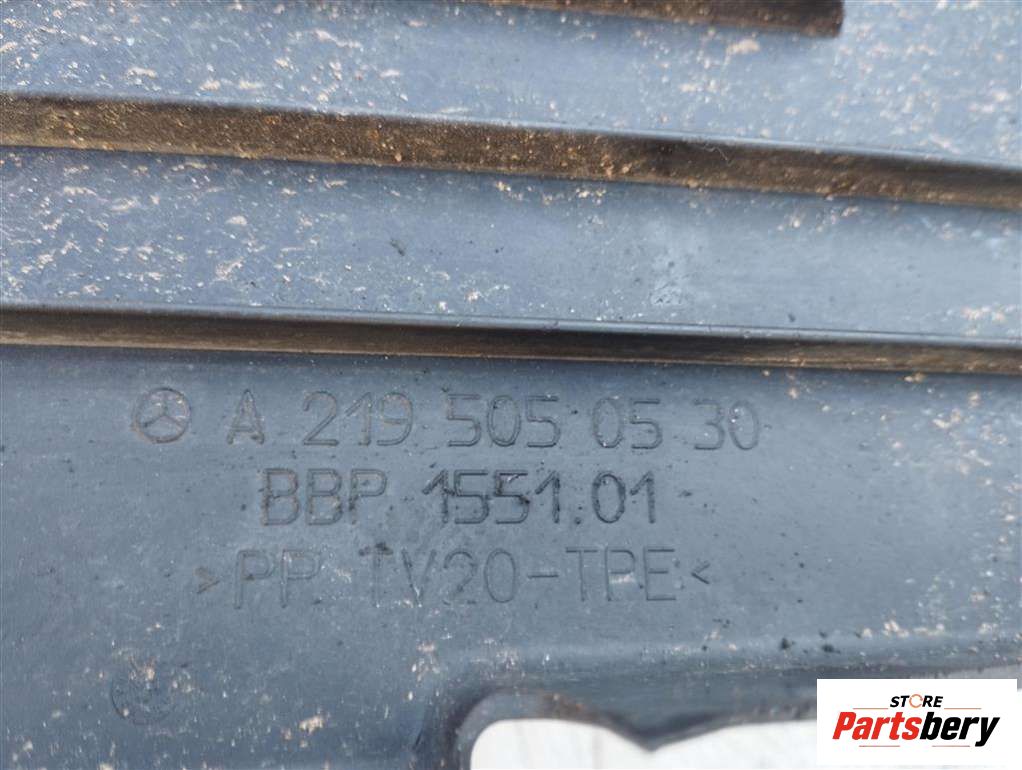 A 219 505 05 30
BBP 1551.01
>PP TV20-TPE<
STORE
Partsbery